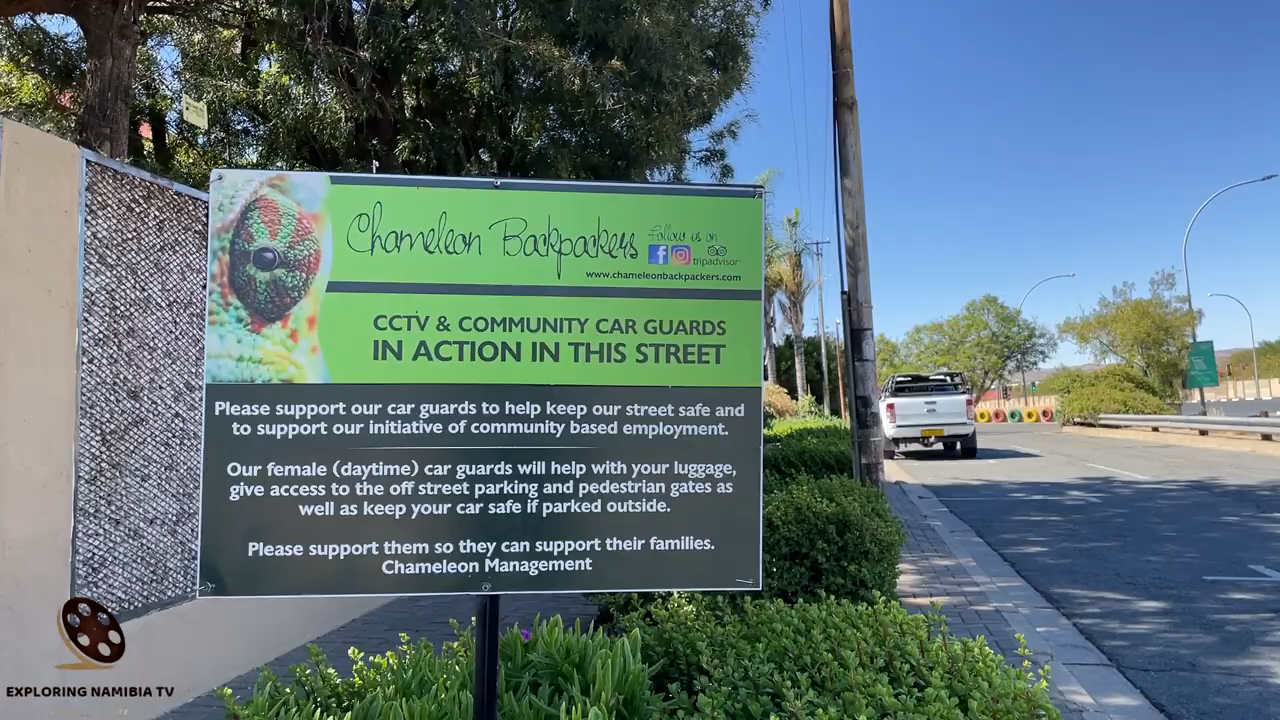 Chameleon Backpackers
Follow us on
tripadvisor
www.chameleonbackpackers.com
CCTV & COMMUNITY CAR GUARDS
IN ACTION IN THIS STREET
Please support our car guards to help keep our street safe and
to support our initiative of community based employment.
Our female (daytime) car guards will help with your luggage,
give access to the off street parking and pedestrian gates as
well as keep your car safe if parked outside.
Please support them so they can support their families.
Chameleon Management
EXPLORING NAMIBIA TV